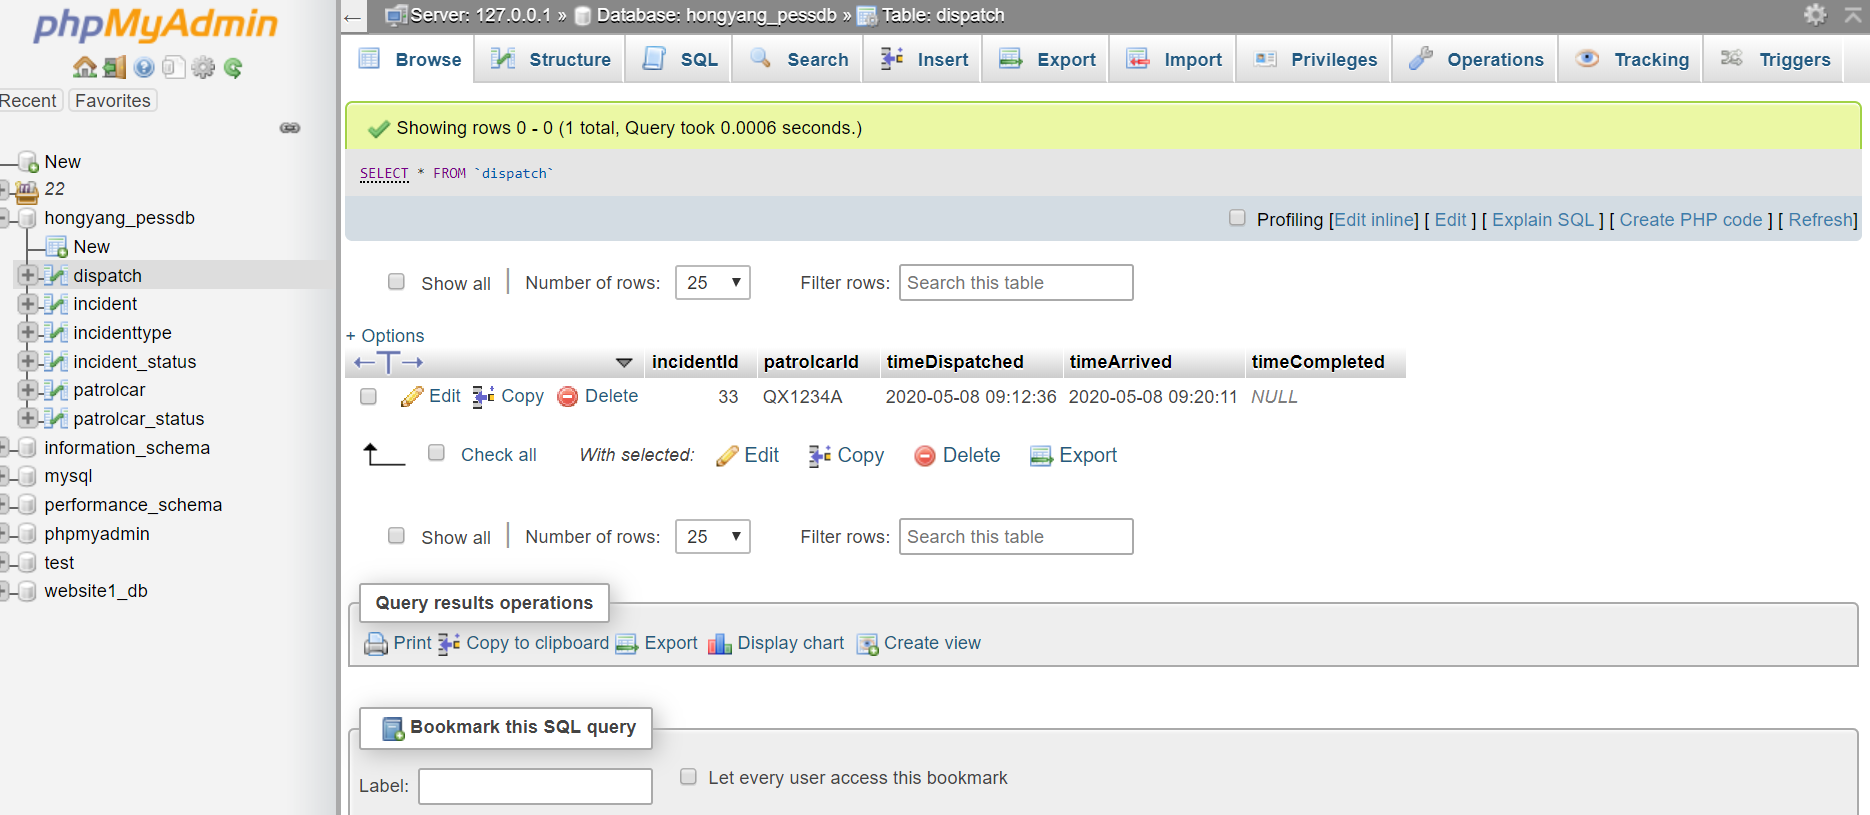 phpMyAdmin
Recent Favorites
New
22
hongyang_pessdb
New
dispatch
incident
incidenttype
incident_status
patrolcar
patrolcar_status
information_schema
mysql
performance_schema
phpmyadmin
test
website1_db
← Server: 127.0.0.1 » Database: hongyang_pessdb » Table: dispatch
Browse Structure SQL Search Insert Export Import Privileges Operations Tracking Triggers
Showing rows 0 - 0 (1 total, Query took 0.0006 seconds.)
SELECT * FROM `dispatch`
Profiling [Edit inline] [ Edit ] [ Explain SQL ] [ Create PHP code ] [ Refresh]
Show all | Number of rows: 25 Filter rows: Search this table
+ Options
←T→ incidentId patrolcarId timeDispatched timeArrived timeCompleted
Edit Copy Delete 33 QX1234A 2020-05-08 09:12:36 2020-05-08 09:20:11 NULL
Check all With selected: Edit Copy Delete Export
Show all | Number of rows: 25 Filter rows: Search this table
Query results operations
Print Copy to clipboard Export Display chart Create view
Bookmark this SQL query
Label: Let every user access this bookmark